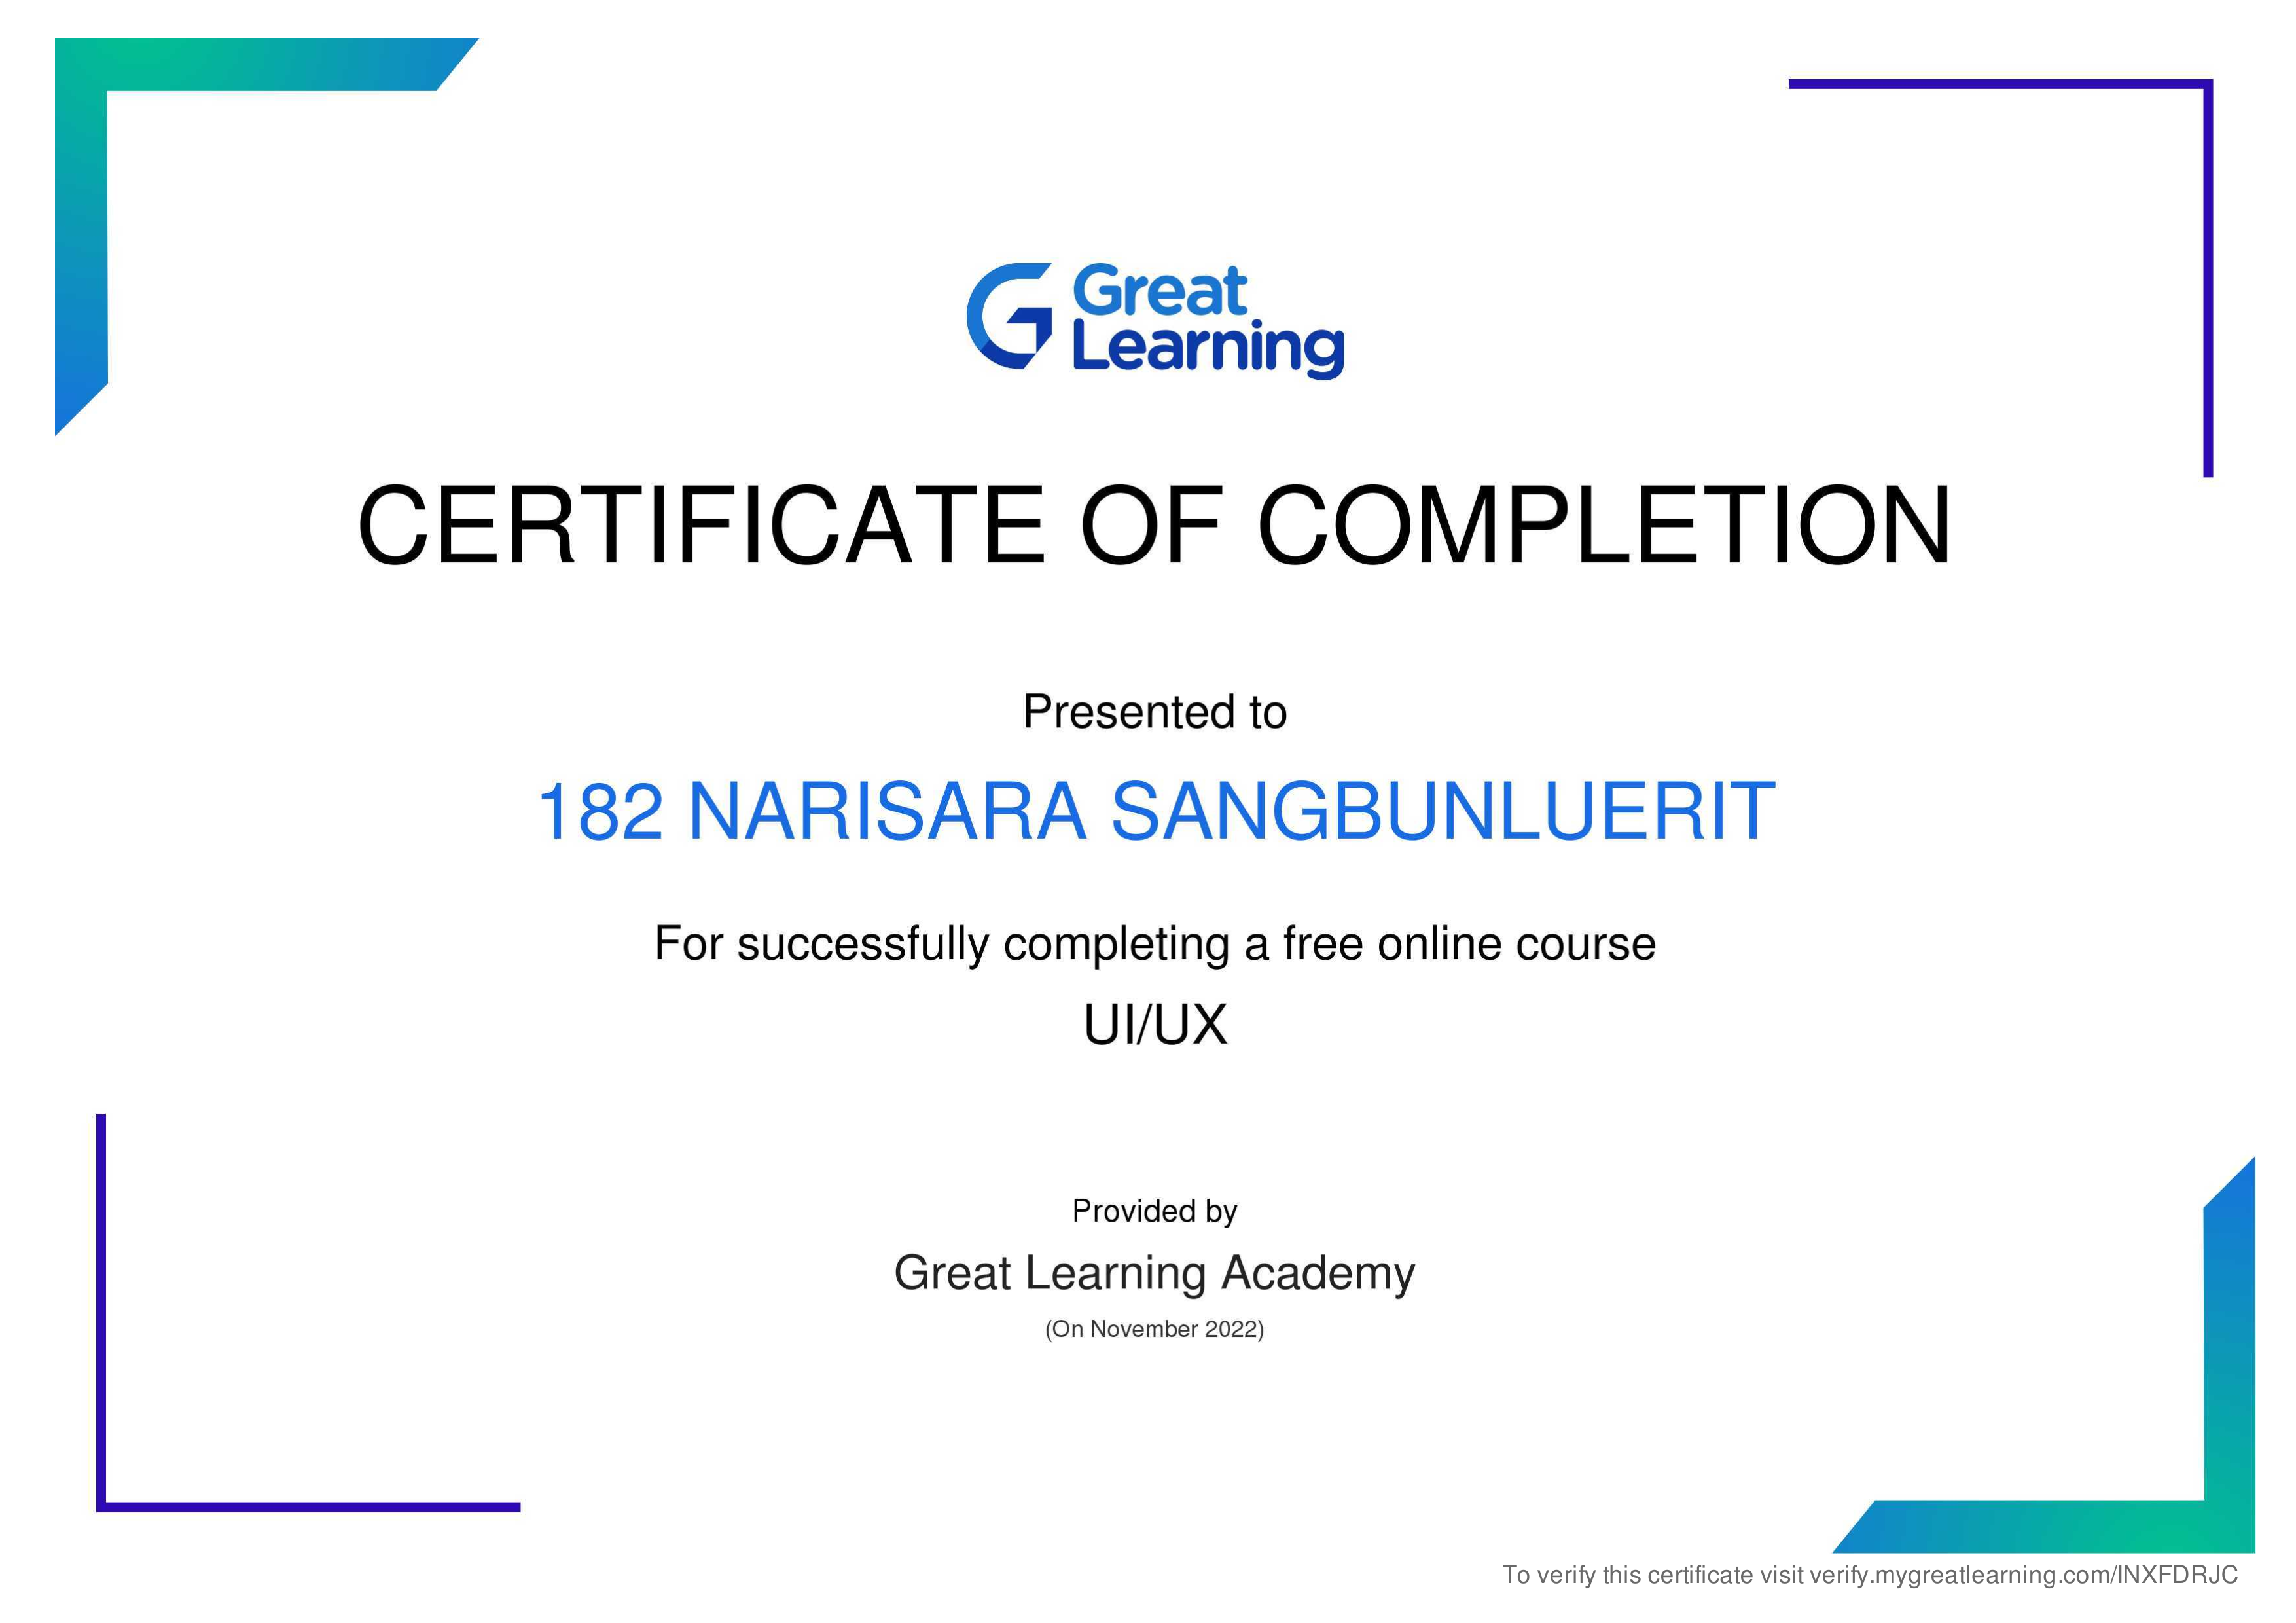 Great
Learning
CERTIFICATE OF COMPLETION
Presented to
182 NARISARA SANGBUNLUERIT
For successfully completing a free online course
UI/UX
Provided by
Great Learning Academy
(On November 2022)
To verify this certificate visit verify.mygreatlearning.com/INXFDRJC